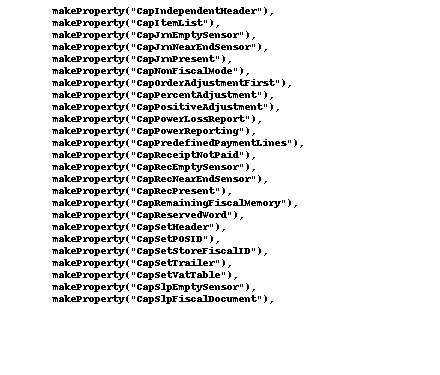 makeProperty("CapIndependentHeader"),
makeProperty("CapItemList"),
makeProperty("CapJrnEmptySensor"),
makeProperty("CapJrnNearEndSensor"),
makeProperty("CapJrnPresent"),
makeProperty("CapNonFiscalMode"),
makeProperty("CapOrderAdjustmentFirst"),
makeProperty("CapPercentAdjustment"),
makeProperty("CapPositiveAdjustment"),
makeProperty("CapPowerLossReport"),
makeProperty("CapPowerReporting"),
makeProperty("CapPredefinedPaymentLines"),
makeProperty("CapReceiptNotPaid"),
makeProperty("CapRecEmptySensor"),
makeProperty("CapRecNearEndSensor"),
makeProperty("CapRecPresent"),
makeProperty("CapRemainingFiscalMemory"),
makeProperty("CapReservedWord"),
makeProperty("CapSetHeader"),
makeProperty("CapSetPOSID"),
makeProperty("CapSetStoreFiscalID"),
makeProperty("CapSetTrailer"),
makeProperty("CapSetVatTable"),
makeProperty("CapSlpEmptySensor"),
makeProperty("CapSlpFiscalDocument"),